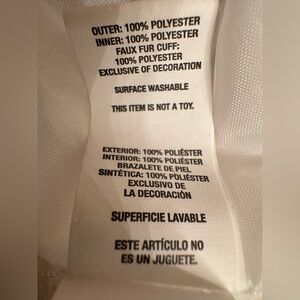 OUTER: 100% POLYESTER
INNER: 100% POLYESTER
FAUX FUR CUFF:
100% POLYESTER
EXCLUSIVE OF DECORATION
SURFACE WASHABLE
THIS ITEM IS NOT A TOY.
EXTERIOR: 100% POLIÉSTER
INTERIOR: 100% POLIÉSTER
BRAZALETE DE PIEL
SINTÉTICA: 100% POLIÉSTER
EXCLUSIVO DE
LA DECORACIÓN
SUPERFICIE LAVABLE
ESTE ARTÍCULO NO
ES UN JUGUETE.